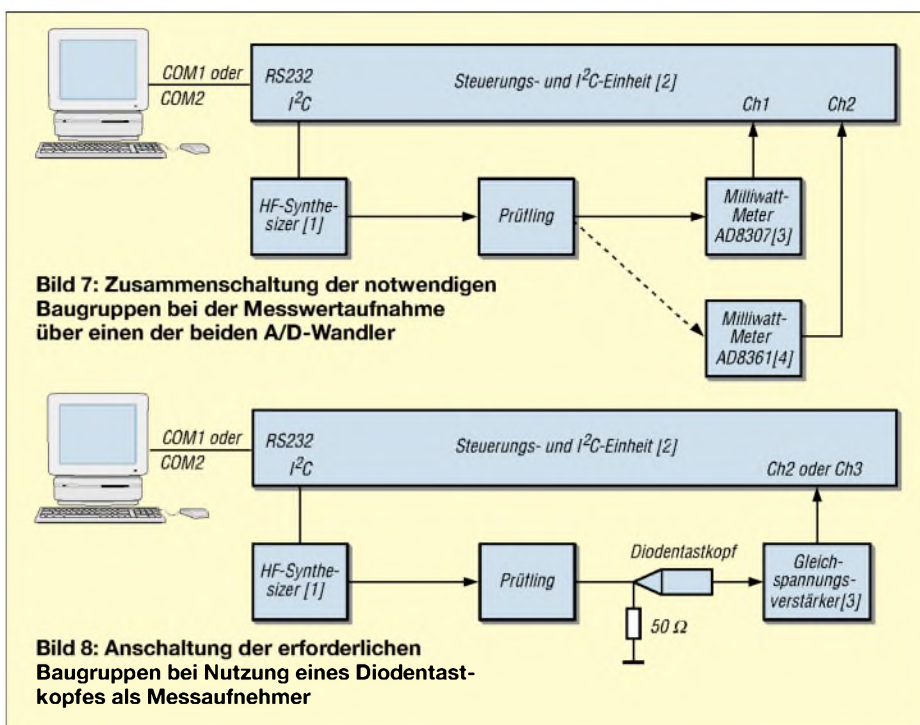 COM1 oder
COM2
RS232
I²C
Steuerungs- und I²C-Einheit [2]
Ch1
Ch2
HF-Synthe-
sizer [1]
Prüfling
Milliwatt-
Meter
AD8307[3]
Bild 7: Zusammenschaltung der notwendigen
Baugruppen bei der Messwertaufnahme
über einen der beiden A/D-Wandler
Milliwatt-
Meter
AD8361[4]
COM1 oder
COM2
RS232
I²C
Steuerungs- und I²C-Einheit [2]
Ch2 oder Ch3
HF-Synthe-
sizer [1]
Prüfling
Diodentastkopf
50 Ω
Gleich-
spannungs-
verstärker[3]
Bild 8: Anschaltung der erforderlichen
Baugruppen bei Nutzung eines Diodentast-
kopfes als Messaufnehmer